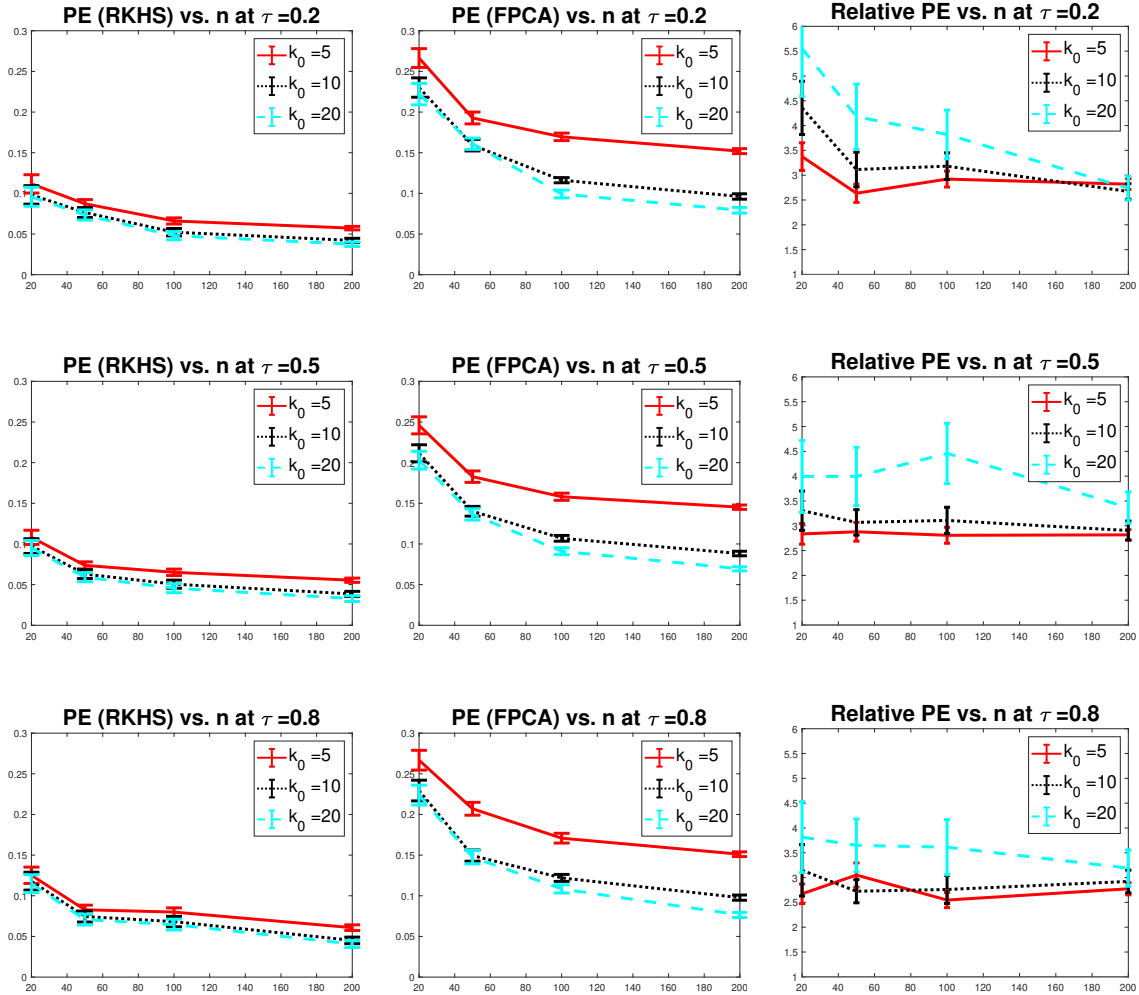 PE (RKHS) vs. n at τ =0.2
0.3
0.25
0.2
0.15
0.1
0.05
0
20 40 60 80 100 120 140 160 180 200
k0 =5
k0 =10
k0 =20
PE (FPCA) vs. n at τ =0.2
0.3
0.25
0.2
0.15
0.1
0.05
0
20 40 60 80 100 120 140 160 180 200
k0 =5
k0 =10
k0 =20
Relative PE vs. n at τ =0.2
6
5.5
5
4.5
4
3.5
3
2.5
2
1.5
1
20 40 60 80 100 120 140 160 180 200
k0 =5
k0 =10
k0 =20
PE (RKHS) vs. n at τ =0.5
0.3
0.25
0.2
0.15
0.1
0.05
0
20 40 60 80 100 120 140 160 180 200
k0 =5
k0 =10
k0 =20
PE (FPCA) vs. n at τ =0.5
0.3
0.25
0.2
0.15
0.1
0.05
0
20 40 60 80 100 120 140 160 180 200
k0 =5
k0 =10
k0 =20
Relative PE vs. n at τ =0.5
6
5.5
5
4.5
4
3.5
3
2.5
2
1.5
1
20 40 60 80 100 120 140 160 180 200
k0 =5
k0 =10
k0 =20
PE (RKHS) vs. n at τ =0.8
0.3
0.25
0.2
0.15
0.1
0.05
0
20 40 60 80 100 120 140 160 180 200
k0 =5
k0 =10
k0 =20
PE (FPCA) vs. n at τ =0.8
0.3
0.25
0.2
0.15
0.1
0.05
0
20 40 60 80 100 120 140 160 180 200
k0 =5
k0 =10
k0 =20
Relative PE vs. n at τ =0.8
6
5.5
5
4.5
4
3.5
3
2.5
2
1.5
1
20 40 60 80 100 120 140 160 180 200
k0 =5
k0 =10
k0 =20